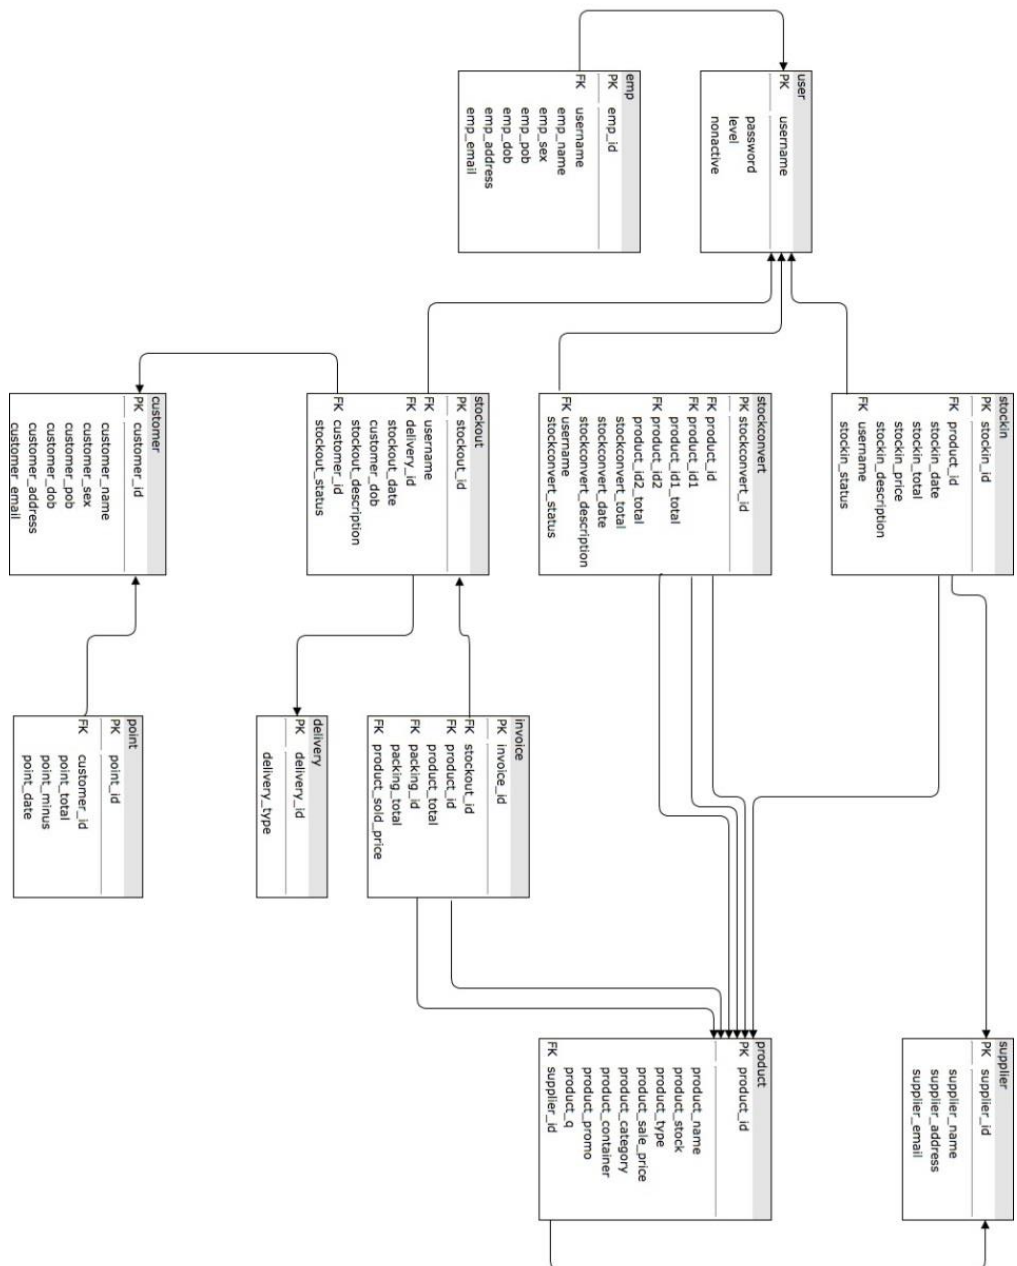 user
PK username
password
level
nonactive
emp
PK emp_id
FK username
emp_name
emp_sex
emp_pob
emp_dob
emp_address
emp_email
stockin
PK stockin_id
FK product_id
stockin_date
stockin_total
stockin_price
stockin_description
FK username
stockin_status
stockconvert
PK stockconvert_id
FK product_id
FK product_id1
product_id1_total
FK product_id2
product_id2_total
stockconvert_total
stockconvert_date
stockconvert_description
FK username
stockconvert_status
stockout
PK stockout_id
FK username
FK delivery_id
stockout_date
customer_dob
stockout_description
FK customer_id
stockout_status
customer
PK customer_id
customer_name
customer_sex
customer_pob
customer_dob
customer_address
customer_email
invoice
PK invoice_id
FK stockout_id
FK product_id
product_total
FK packing_id
packing_total
FK product_sold_price
delivery
PK delivery_id
delivery_type
point
PK point_id
FK customer_id
point_total
point_minus
point_date
supplier
PK supplier_id
supplier_name
supplier_address
supplier_email
product
PK product_id
product_name
product_stock
product_type
product_sale_price
product_category
product_container
product_promo
product_q
FK supplier_id